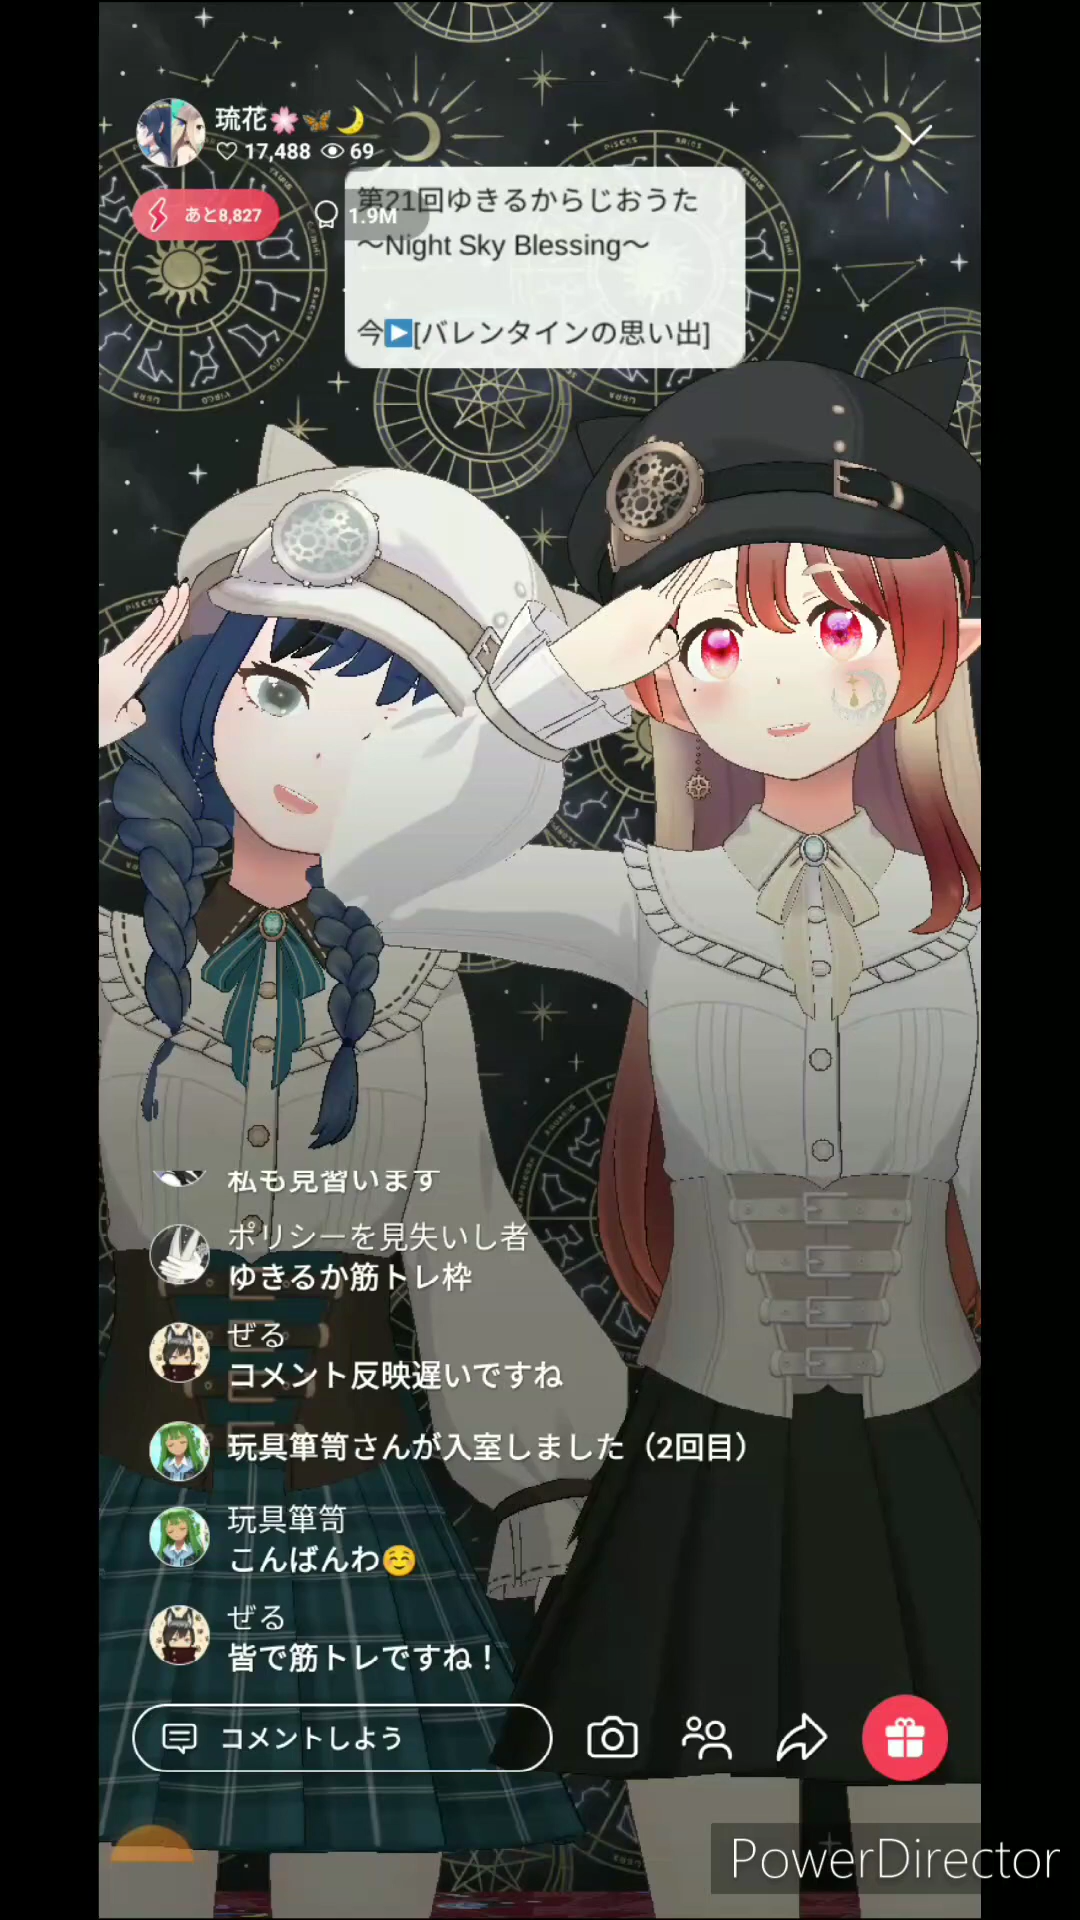 琉花🌸🦋🌙
17,488 69
あと8,827
1.9M
第21回ゆきるからじおうた
〜Night Sky Blessing〜
今▶[バレンタインの思い出]
私も見習います
ポリシーを見失いし者
ゆきるか筋トレ枠
ぜる
コメント反映遅いですね
玩具箪笥さんが入室しました（2回目）
玩具箪笥
こんばんわ☺️
ぜる
皆で筋トレですね！
コメントしよう
PowerDirector